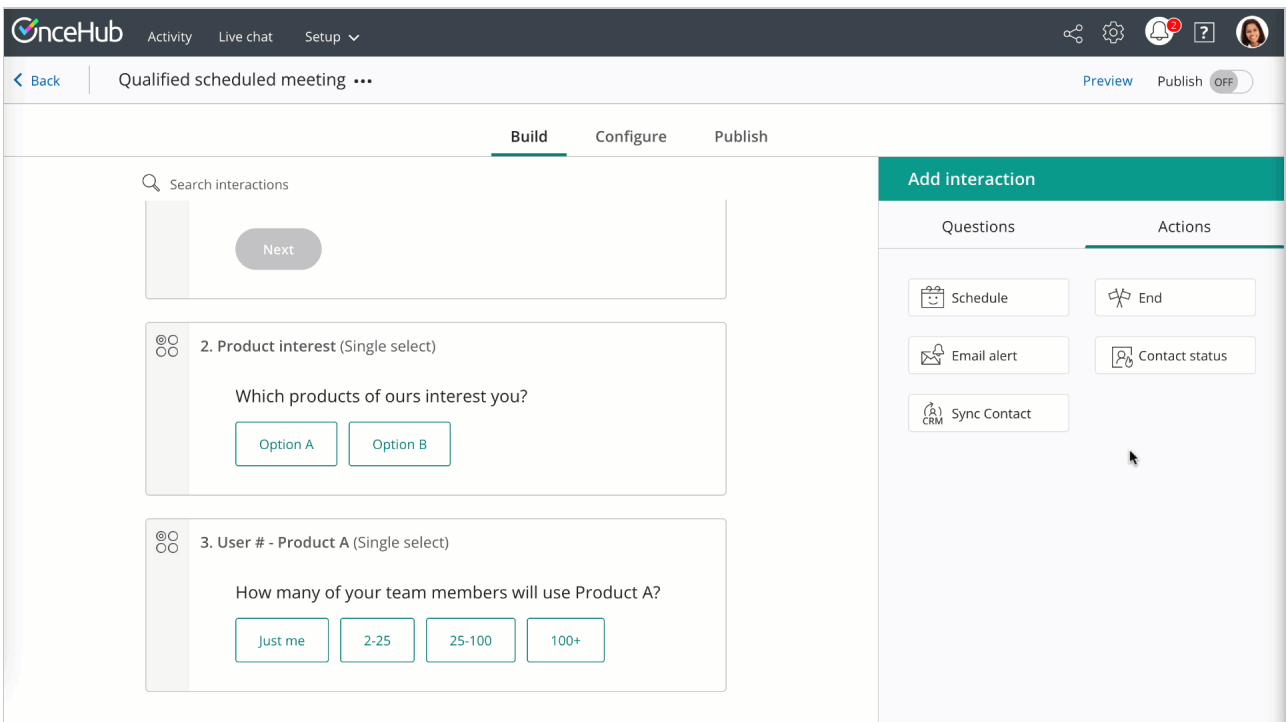 OnceHub Activity Live chat Setup 2 ?
Back Qualified scheduled meeting ••• Preview Publish OFF
Build Configure Publish
Search interactions
Next
2. Product interest (Single select)
Which products of ours interest you?
Option A Option B
3. User # - Product A (Single select)
How many of your team members will use Product A?
Just me 2-25 25-100 100+
Add interaction
Questions Actions
Schedule End
Email alert Contact status
CRM Sync Contact